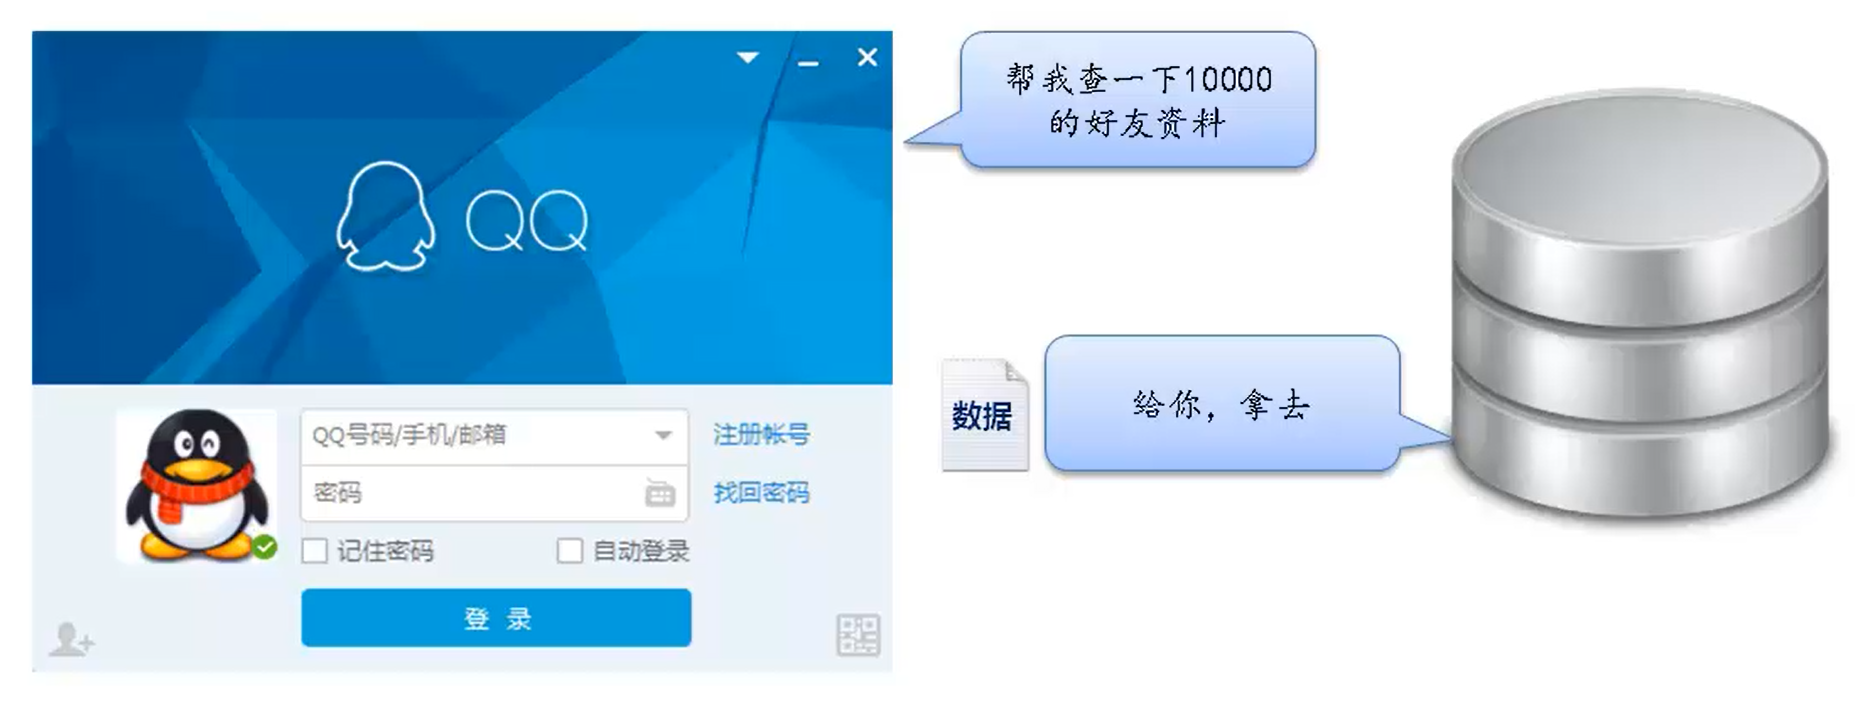 QQ
QQ号码/手机/邮箱
注册帐号
密码
找回密码
记住密码
自动登录
登 录
帮我查一下10000
的好友资料
数据
给你，拿去